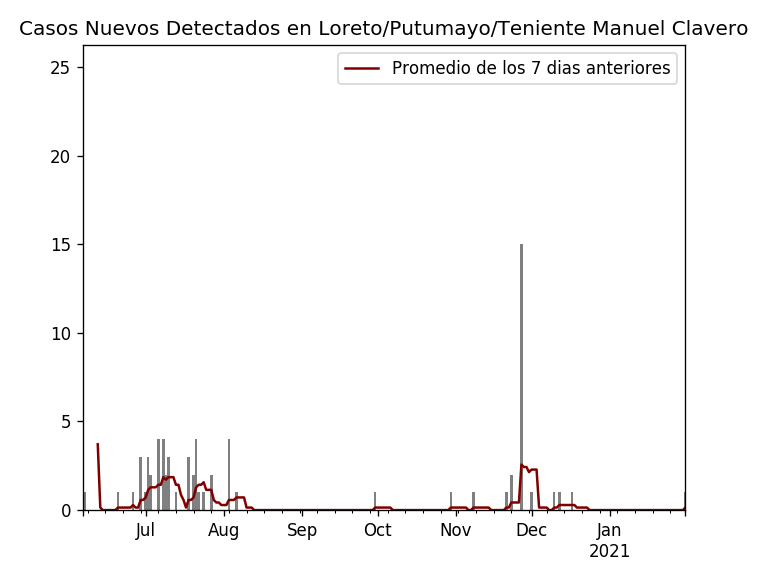 Casos Nuevos Detectados en Loreto/Putumayo/Teniente Manuel Clavero
Promedio de los 7 dias anteriores
25
20
15
10
5
0
Jul Aug Sep Oct Nov Dec Jan
2021